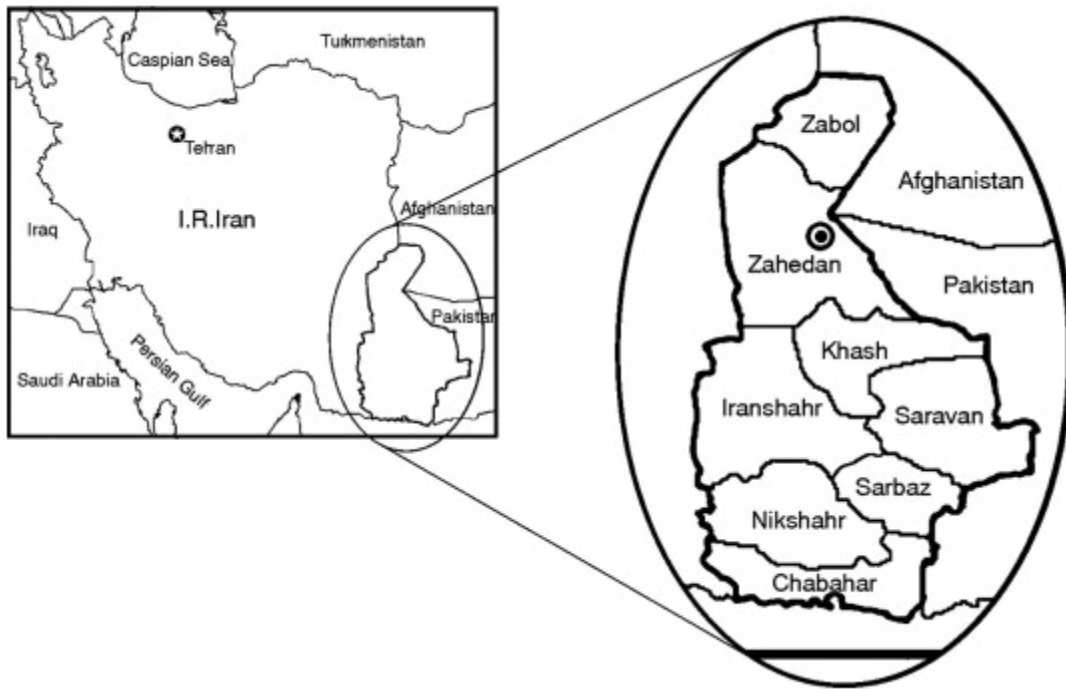 Caspian Sea
Turkmenistan
Tehran
I.R.Iran
Afghanistan
Iraq
Pakistan
Persian Gulf
Saudi Arabia
Zabol
Afghanistan
Zahedan
Pakistan
Khash
Iranshahr
Saravan
Sarbaz
Nikshahr
Chabahar